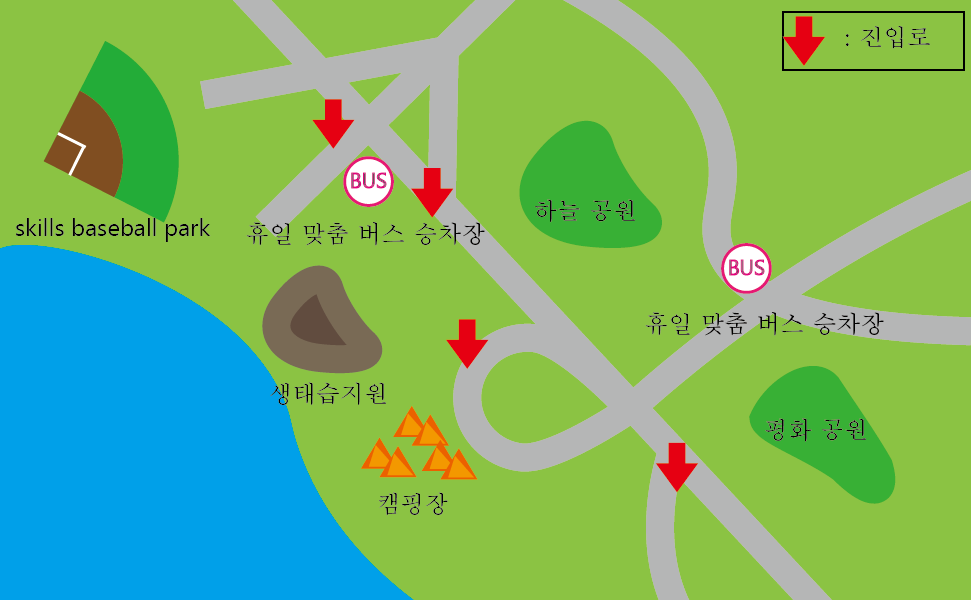 : 진입로
BUS
하늘 공원
skills baseball park
휴일 맞춤 버스 승차장
BUS
휴일 맞춤 버스 승차장
생태습지원
평화 공원
캠핑장